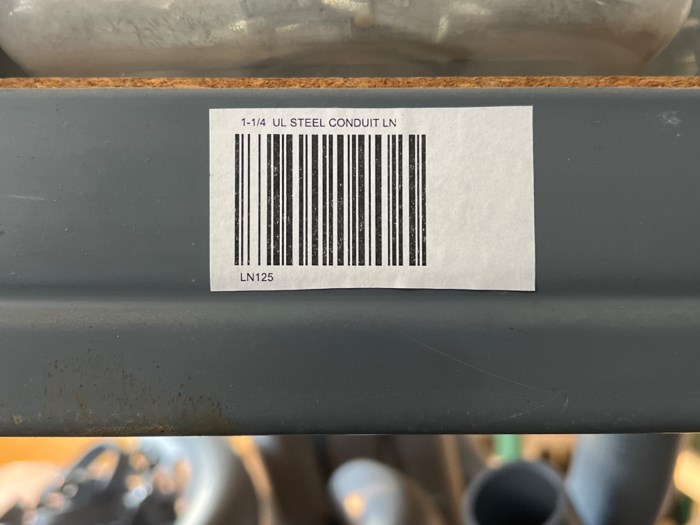 1-1/4 UL STEEL CONDUIT LN
LN125